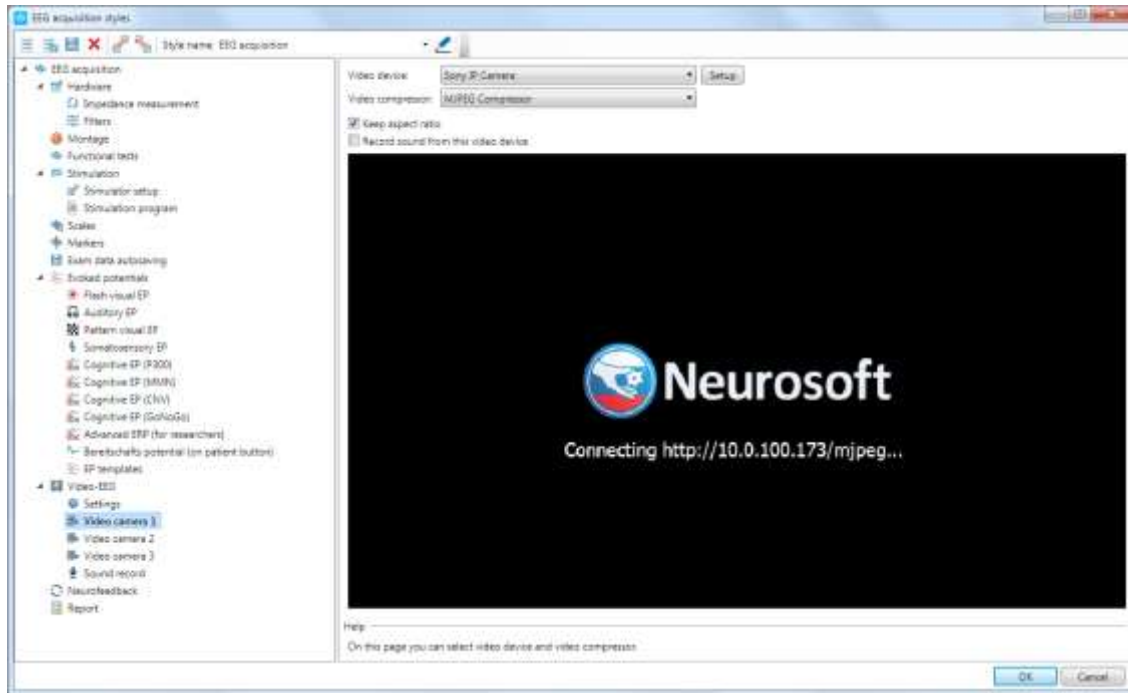 EEG acquisition styles
Style name: EEG acquisition
EEG acquisition
Hardware
Impedance measurement
Filters
Montage
Functional tests
Stimulation
Stimulator setup
Stimulation program
Scales
Markers
Exam data autosaving
Evoked potentials
Flash visual EP
Auditory EP
Pattern visual EP
Somatosensory EP
Cognitive EP (P300)
Cognitive EP (MMN)
Cognitive EP (CNV)
Cognitive EP (GoNoGo)
Advanced ERP (for researchers)
Bereitschafts potential (on patient button)
EP templates
Video-EEG
Settings
Video camera 1
Video camera 2
Video camera 3
Sound record
Neurofeedback
Report
Video device: Sony IP Camera Setup
Video compressor: MJPEG Compressor
Keep aspect ratio
Record sound from this video device
Neurosoft
Connecting http://10.0.100.173/mjpeg...
Help
On this page you can select video device and video compressor.
OK Cancel